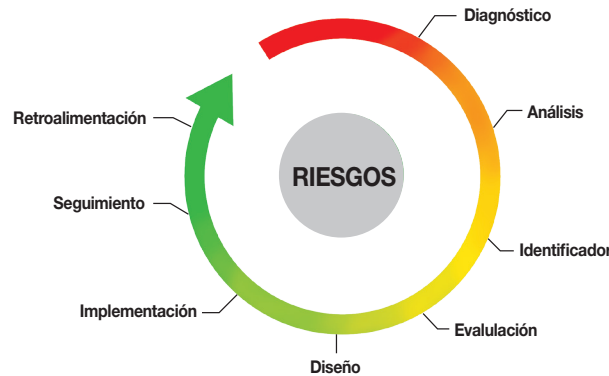 Diagnóstico
Análisis
Identificador
Evalulación
Diseño
Implementación
Seguimiento
Retroalimentación
RIESGOS